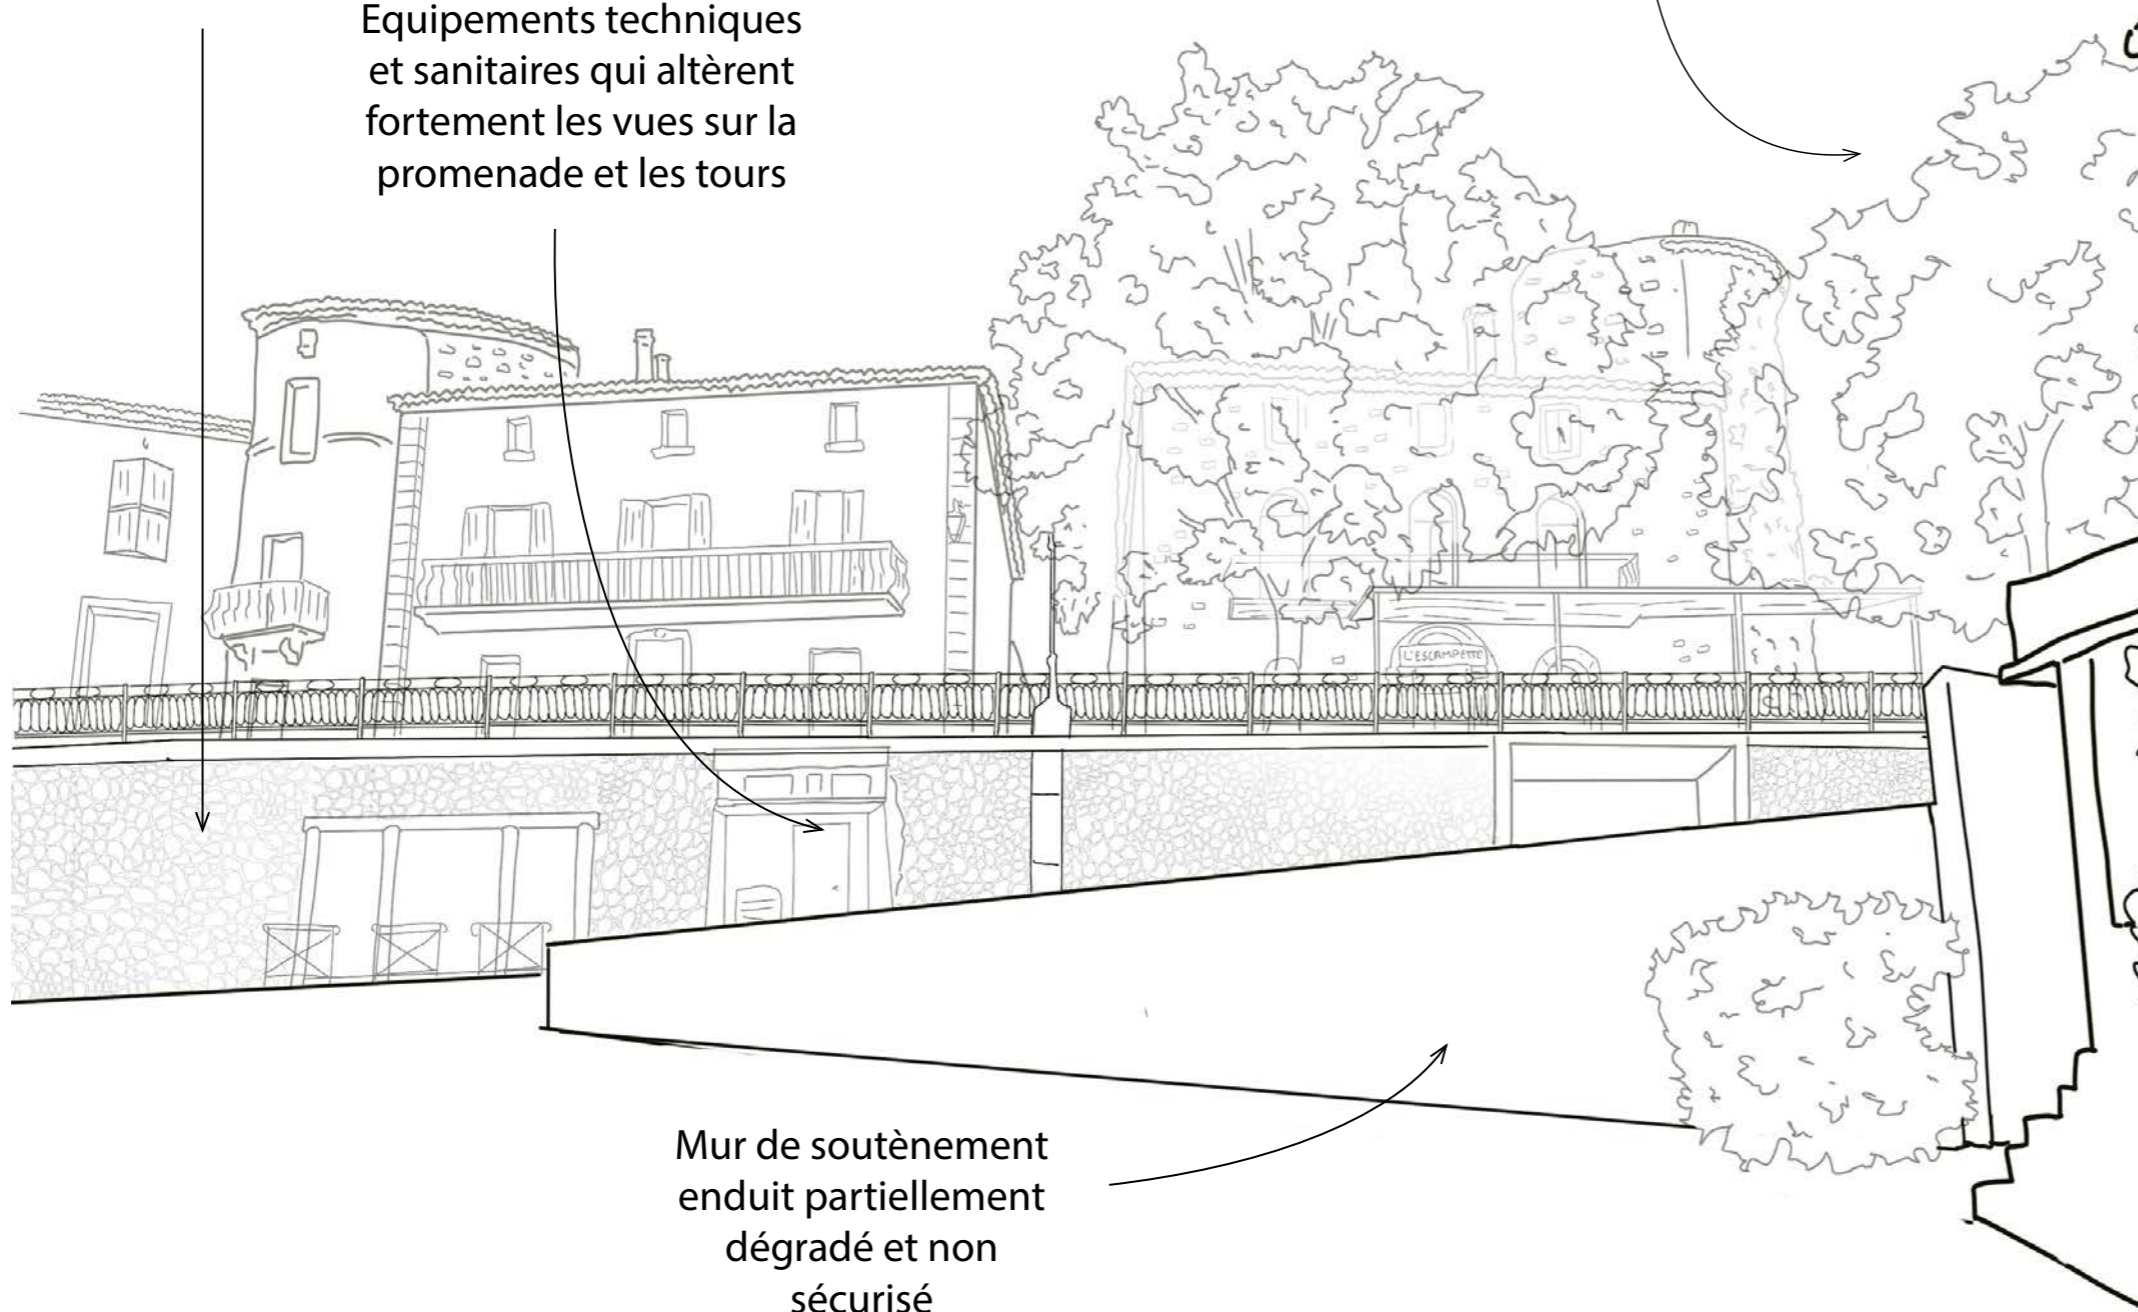 Equipements techniques
et sanitaires qui altèrent
fortement les vues sur la
promenade et les tours
L'ESCAMPETTE
Mur de soutènement
enduit partiellement
dégradé et non
sécurisé